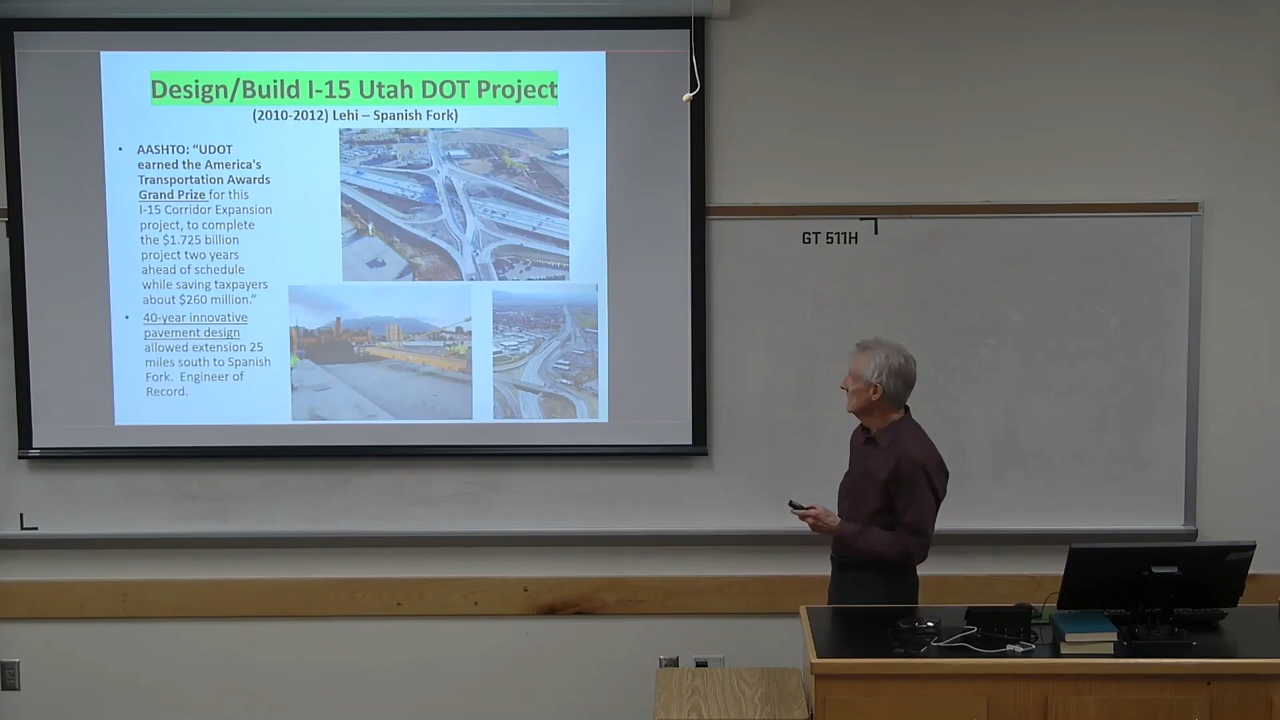 Design/Build I-15 Utah DOT Project
(2010-2012) Lehi – Spanish Fork)
• AASHTO: “UDOT
earned the America's
Transportation Awards
Grand Prize for this
I-15 Corridor Expansion
project, to complete
the $1.725 billion
project two years
ahead of schedule
while saving taxpayers
about $260 million.”
• 40-year innovative
pavement design
allowed extension 25
miles south to Spanish
Fork. Engineer of
Record.
GT 511H